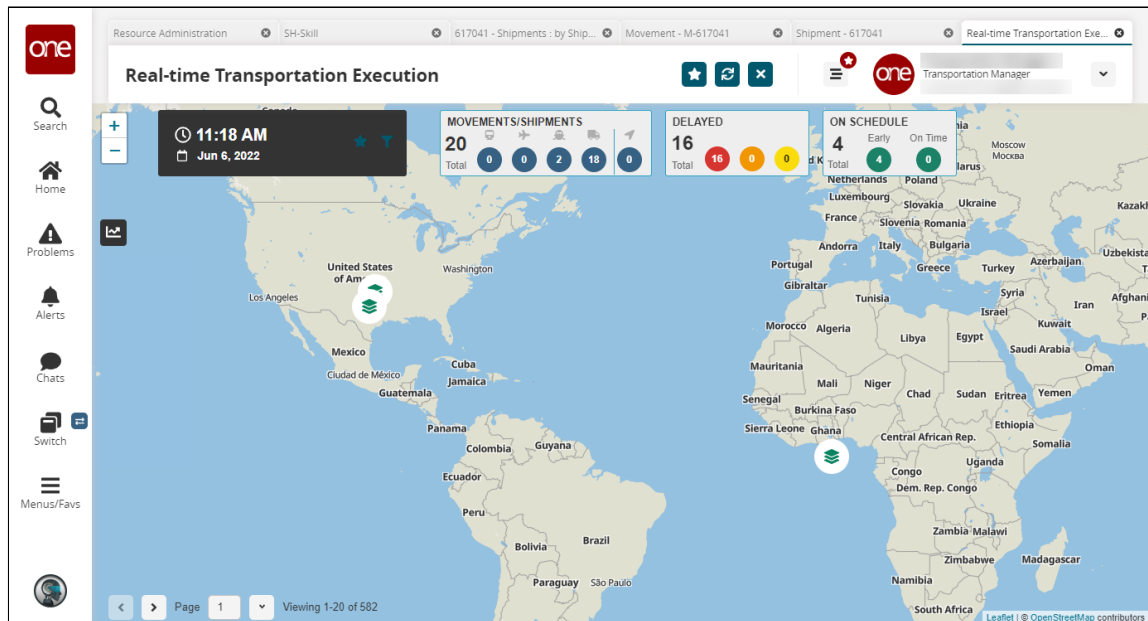 one
Search
Home
Problems
Alerts
Chats
Switch
Menus/Favs
Resource Administration
SH-Skill
617041 - Shipments : by Ship...
Movement - M-617041
Shipment - 617041
Real-time Transportation Exe...
Real-time Transportation Execution
one
Transportation Manager
+
−
11:18 AM
Jun 6, 2022
MOVEMENTS/SHIPMENTS
20 Total
0 0 2 18 0
DELAYED
16 Total
16 0 0
ON SCHEDULE
4 Total
Early On Time
4 0
Canada
Moscow
Москва
Netherlands
Poland
Luxembourg
Slovakia
Ukraine
France
Slovenia
Romania
Kazakh
Andorra
Italy
Bulgaria
Azerbaijan
Uzbekista
Portugal
Greece
Turkey
Gibraltar
Tunisia
Syria
Iran
Afghani
Israel
Kuwait
Morocco
Algeria
Libya
Egypt
Saudi Arabia
Oman
United States
of Am
Washington
Los Angeles
Mexico
Ciudad de México
Cuba
Jamaica
Guatemala
Panama
Mauritania
Mali
Niger
Chad
Sudan
Eritrea
Yemen
Senegal
Burkina Faso
Sierra Leone
Ghana
Central African Rep.
Ethiopia
Somalia
Colombia
Guyana
Ecuador
Congo
Uganda
Dem. Rep. Congo
Peru
Brazil
Bolivia
Zambia
Malawi
Zimbabwe
Madagascar
Paraguay
São Paulo
Namibia
South Africa
Page 1
Viewing 1-20 of 582
Leaflet | © OpenStreetMap contributors